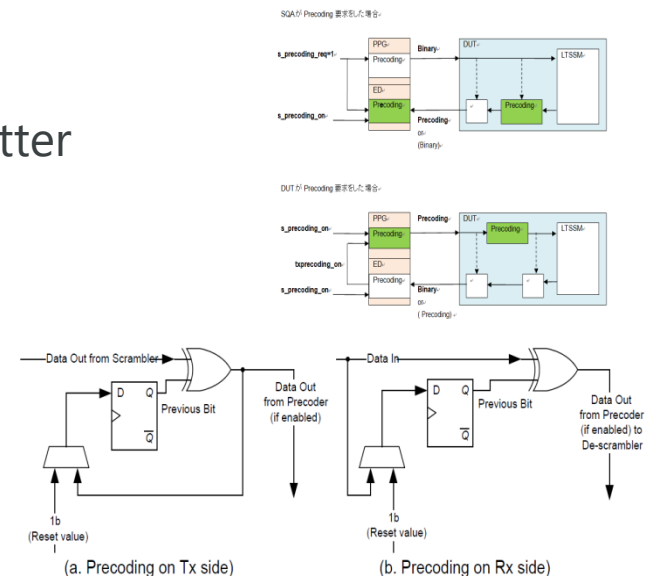 tter
SQAが Precoding 要求をした場合
s_precoding_req=1
s_precoding_on
PPG
Precoding
ED
Precoding
Binary
Precoding
or
(Binary)
DUT
Precoding
LTSSM
DUTが Precoding 要求をした場合
s_precoding_on
txprecoding_on
s_precoding_on
PPG
Precoding
ED
Precoding
Precoding
Binary
or
( Precoding)
DUT
Precoding
LTSSM
Data Out from Scrambler
D Q
Q
Previous Bit
Data Out
from Precoder
(if enabled)
1b
(Reset value)
(a. Precoding on Tx side)
Data In
D Q
Q
Previous Bit
Data Out
from Precoder
(if enabled) to
De-scrambler
1b
(Reset value)
(b. Precoding on Rx side)